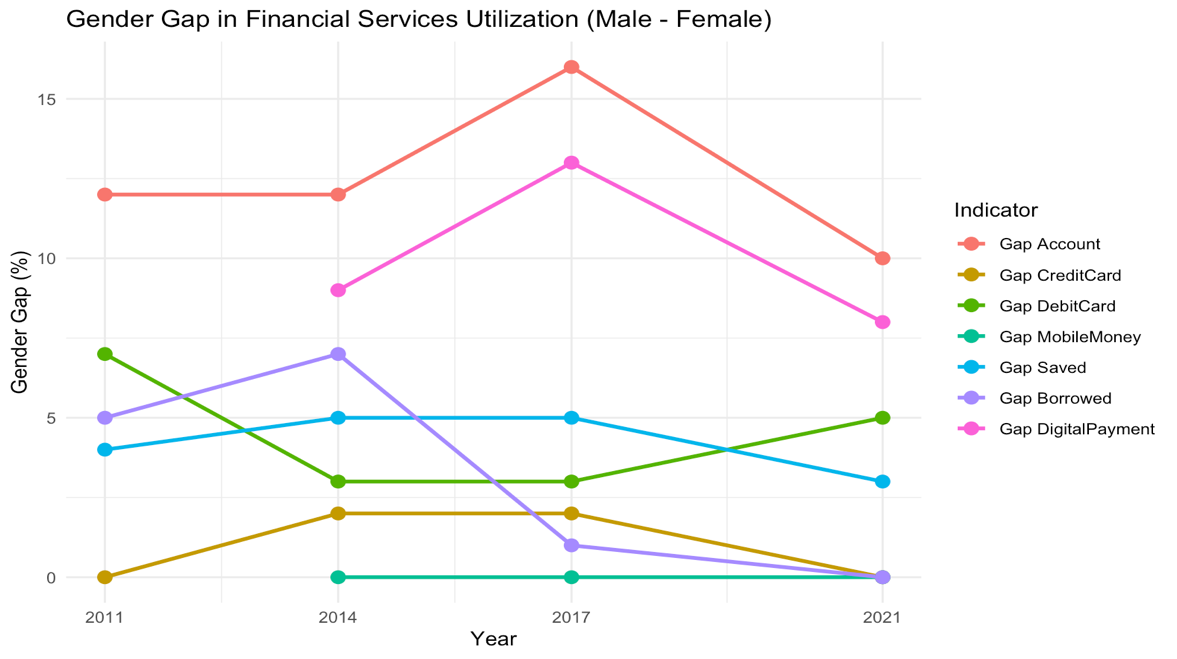 Gender Gap in Financial Services Utilization (Male - Female)
Gender Gap (%)
15
10
5
0
2011
2014
2017
2021
Year
Indicator
Gap Account
Gap CreditCard
Gap DebitCard
Gap MobileMoney
Gap Saved
Gap Borrowed
Gap DigitalPayment